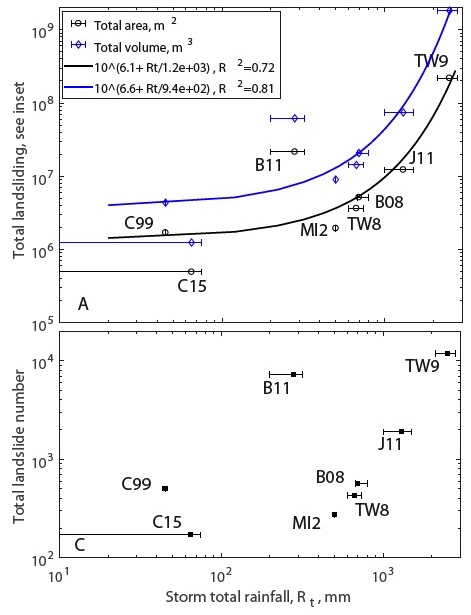 Total area, m 2
Total volume, m 3
10^(6.1+ Rt/1.2e+03) , R 2=0.72
10^(6.6+ Rt/9.4e+02) , R 2=0.81
Total landsliding, see inset
10^9
10^8
10^7
10^6
10^5
TW9
B11
J11
B08
C99
MI2
TW8
C15
A
Total landslide number
10^4
10^3
10^2
TW9
B11
J11
C99
B08
TW8
C15
MI2
C
10^1
10^2
10^3
Storm total rainfall, R t , mm